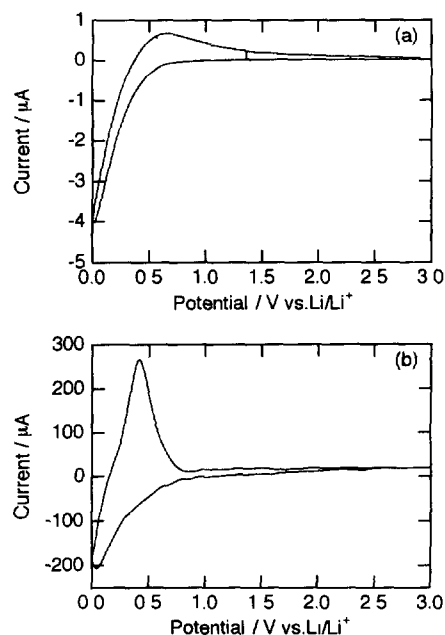 (a)
1
0
-1
-2
-3
-4
-5
Current / μA
0.0 0 5 1.0 1 5 2.0 2 5 3.0
Potential / V vs.Li/Li+
(b)
300
200
100
0
-100
-200
Current / μA
0.0 0 5 1.0 1 5 2.0 2 5 3.0
Potential / V vs.Li/Li+